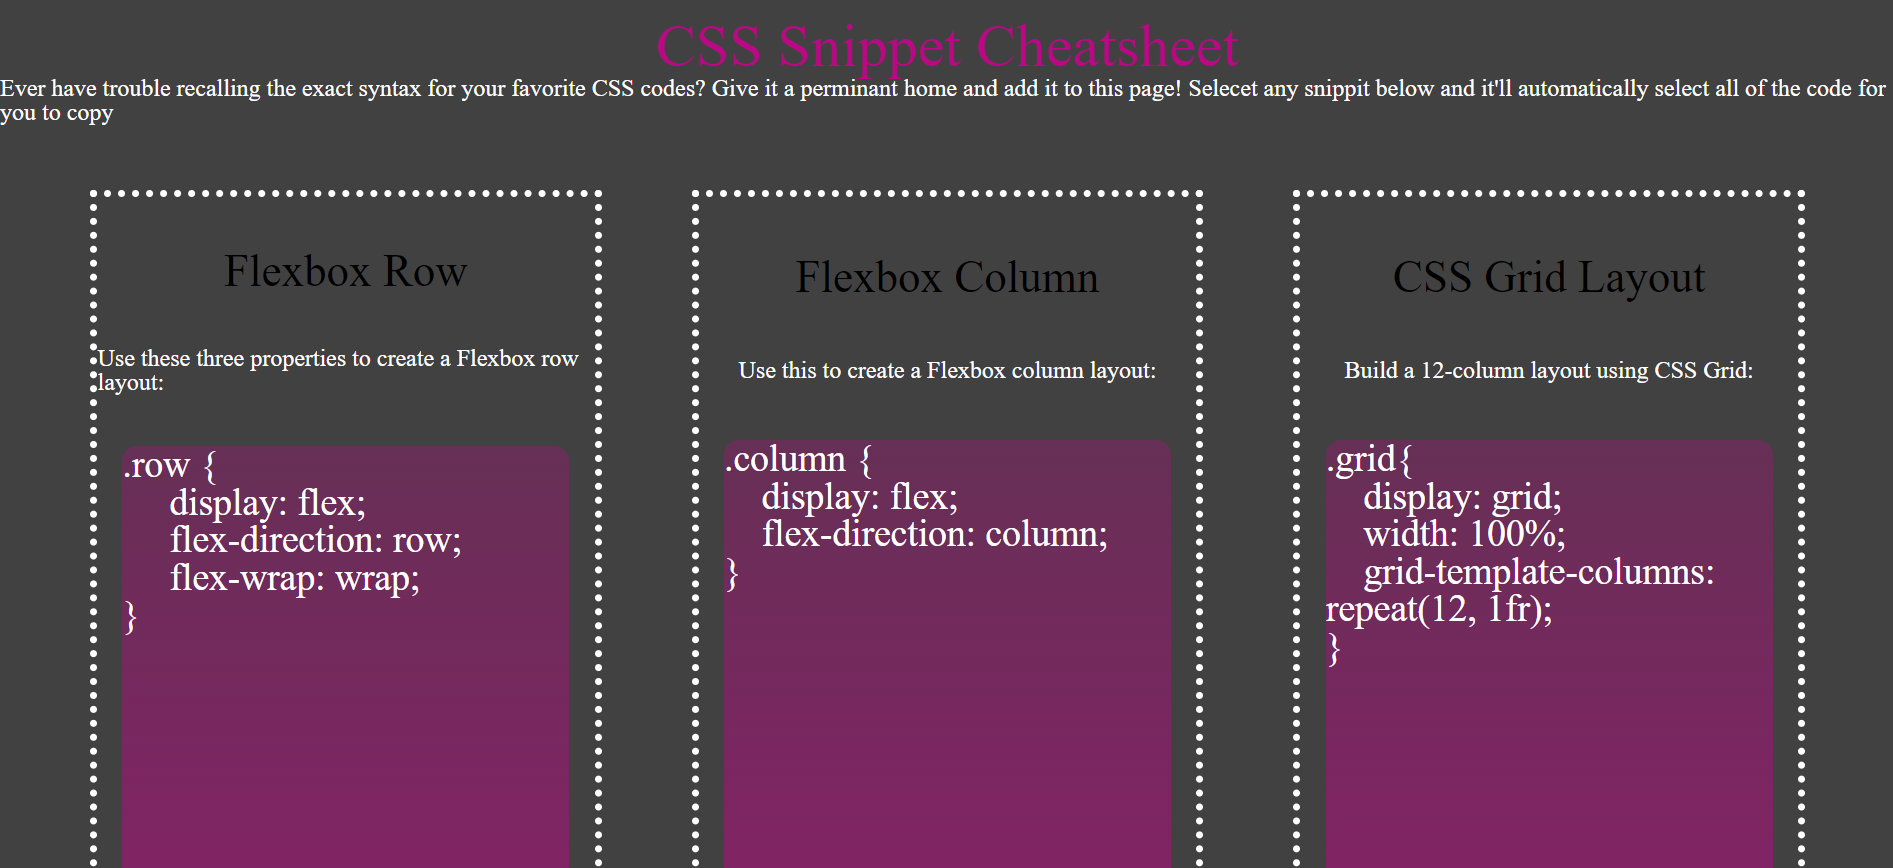 CSS Snippet Cheatsheet
Ever have trouble recalling the exact syntax for your favorite CSS codes? Give it a perminant home and add it to this page! Selecet any snippit below and it'll automatically select all of the code for
you to copy
Flexbox Row
Use these three properties to create a Flexbox row
layout:
.row {
display: flex;
flex-direction: row;
flex-wrap: wrap;
}
Flexbox Column
Use this to create a Flexbox column layout:
.column {
display: flex;
flex-direction: column;
}
CSS Grid Layout
Build a 12-column layout using CSS Grid:
.grid{
display: grid;
width: 100%;
grid-template-columns:
repeat(12, 1fr);
}